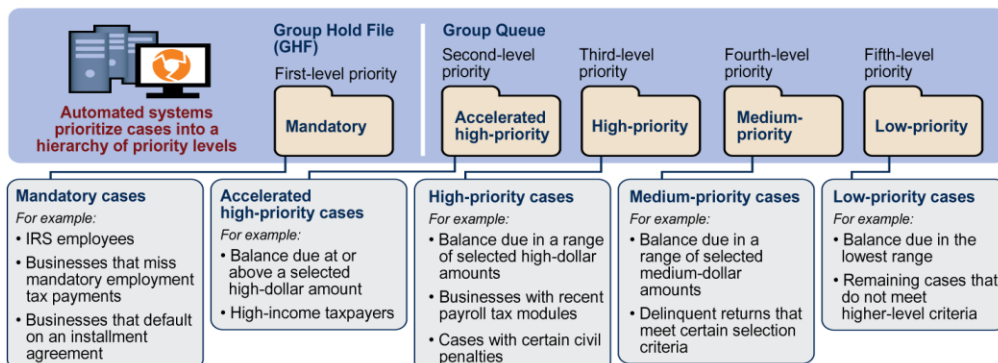 Automated systems
prioritize cases into a
hierarchy of priority levels
Group Hold File
(GHF)
First-level priority
Mandatory
Group Queue
Second-level
priority
Accelerated
high-priority
Third-level
priority
High-priority
Fourth-level
priority
Medium-
priority
Fifth-level
priority
Low-priority
Mandatory cases
For example:
• IRS employees
• Businesses that miss
mandatory employment
tax payments
• Businesses that default
on an installment
agreement
Accelerated
high-priority cases
For example:
• Balance due at or
above a selected
high-dollar amount
• High-income taxpayers
High-priority cases
For example:
• Balance due in a range
of selected high-dollar
amounts
• Businesses with recent
payroll tax modules
• Cases with certain civil
penalties
Medium-priority cases
For example:
• Balance due in a
range of selected
medium-dollar
amounts
• Delinquent returns that
meet certain selection
criteria
Low-priority cases
For example:
• Balance due in the
lowest range
• Remaining cases that
do not meet
higher-level criteria